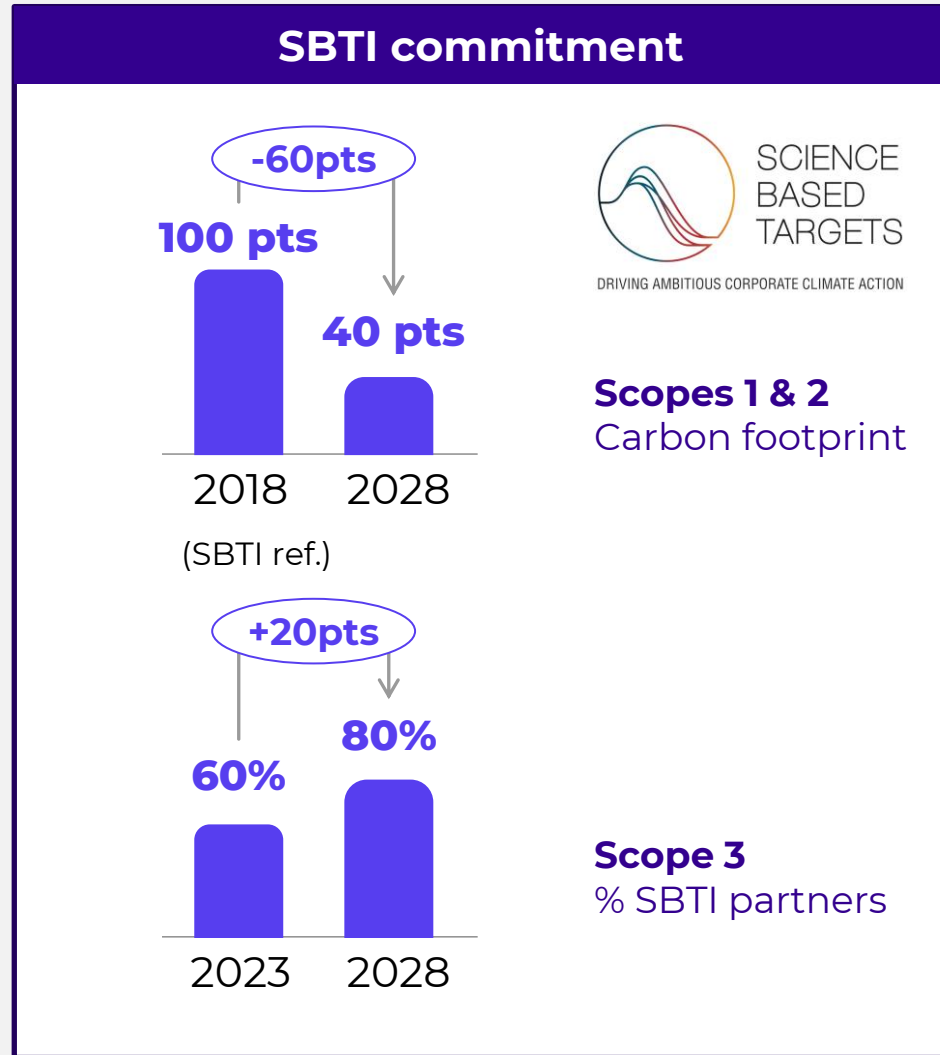 SBTI commitment
-60pts
100 pts
40 pts
2018
2028
(SBTI ref.)
SCIENCE
BASED
TARGETS
DRIVING AMBITIOUS CORPORATE CLIMATE ACTION
Scopes 1 & 2
Carbon footprint
+20pts
60%
80%
2023
2028
Scope 3
% SBTI partners